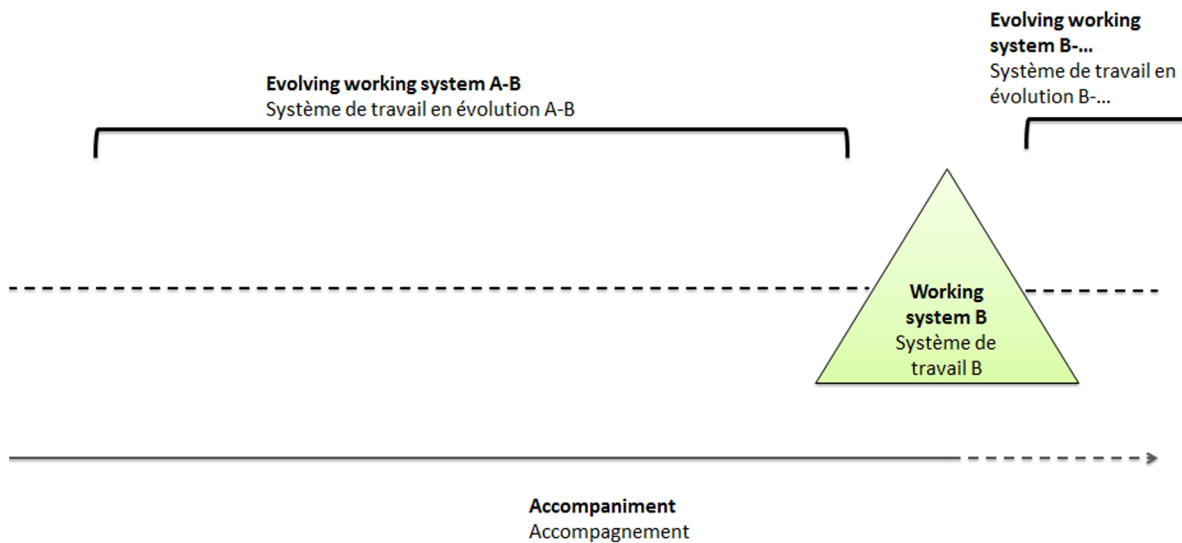 Evolving working system A-B
Système de travail en évolution A-B
Evolving working
system B-...
Système de travail en
évolution B-...
Working
system B
Système de
travail B
Accompaniment
Accompagnement